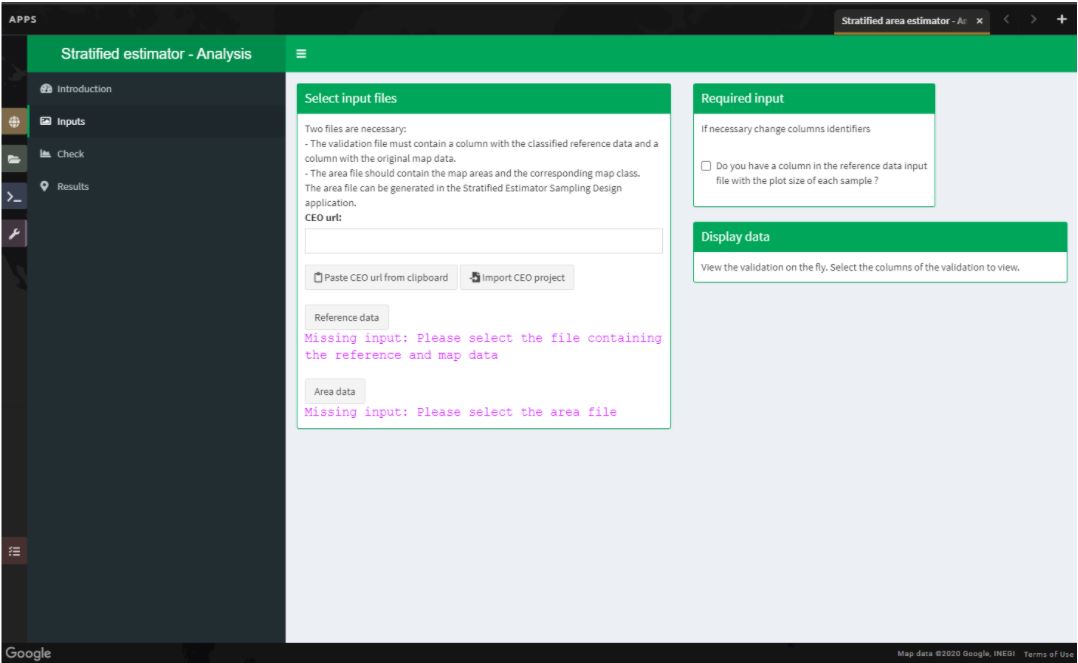 APPS
Stratified area estimator - A
Stratified estimator - Analysis
Introduction
Inputs
Check
Results
Select input files
Two files are necessary:
- The validation file must contain a column with the classified reference data and a
column with the original map data.
- The area file should contain the map areas and the corresponding map class.
The area file can be generated in the Stratified Estimator Sampling Design
application.
CEO url:
Paste CEO url from clipboard
Import CEO project
Reference data
Missing input: Please select the file containing
the reference and map data
Area data
Missing input: Please select the area file
Required input
If necessary change columns identifiers
Do you have a column in the reference data input
file with the plot size of each sample ?
Display data
View the validation on the fly. Select the columns of the validation to view.
Google
Map data ©2020 Google, INEGI Terms of Use